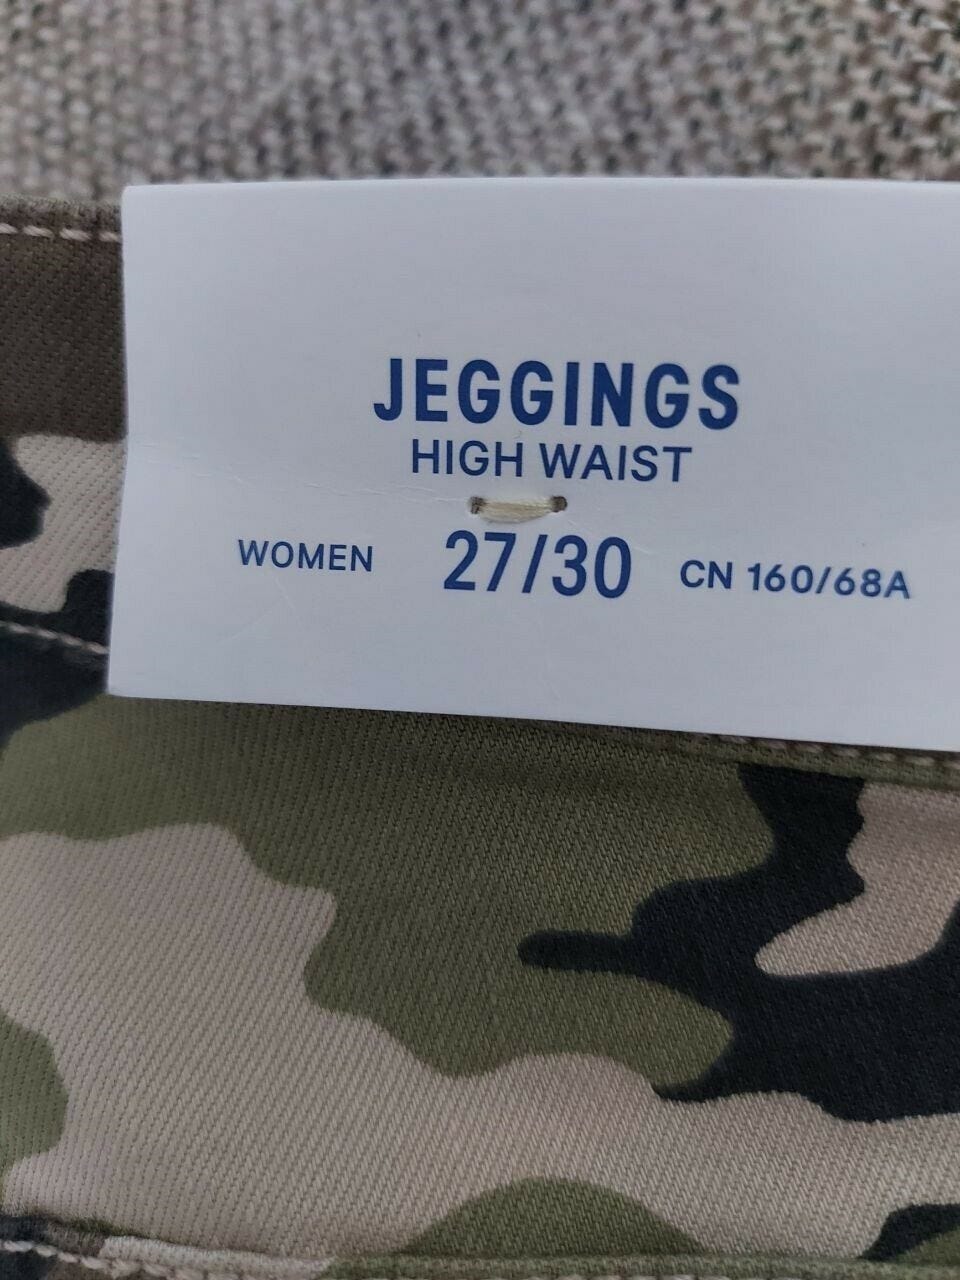 JEGGINGS
HIGH WAIST
WOMEN 27/30 CN 160/68A